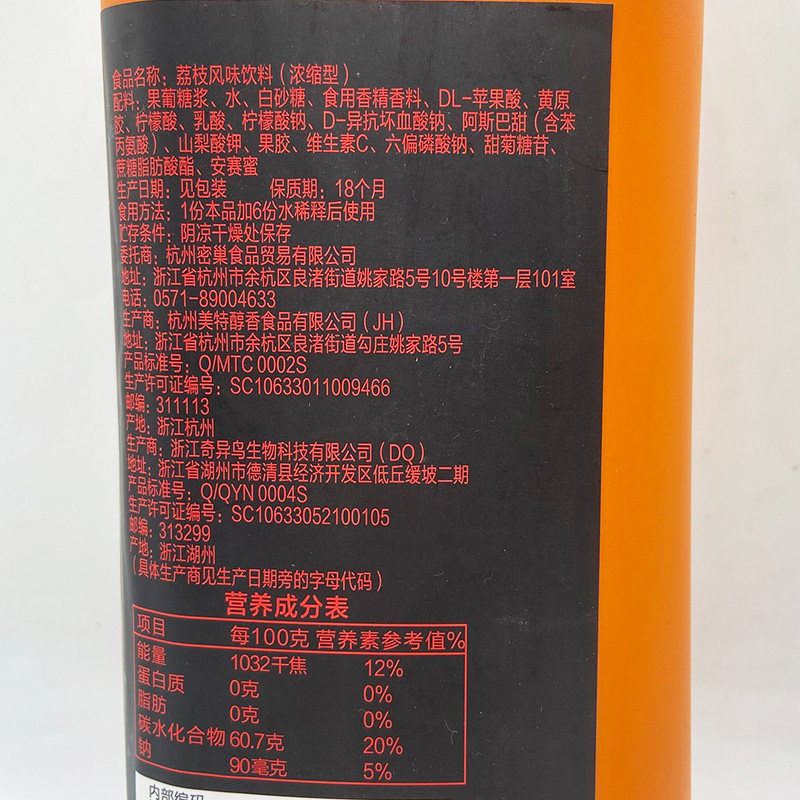 食品名称：荔枝风味饮料（浓缩型）
配料：果葡糖浆、水、白砂糖、食用香精香料、DL-苹果酸、黄原
胶、柠檬酸、乳酸、柠檬酸钠、D-异抗坏血酸钠、阿斯巴甜（含苯
丙氨酸）、山梨酸钾、果胶、维生素C、六偏磷酸钠、甜菊糖苷、
蔗糖脂肪酸酯、安赛蜜
生产日期：见包装 保质期：18个月
食用方法：1份本品加6份水稀释后使用
贮存条件：阴凉干燥处保存
委托商：杭州密巢食品贸易有限公司
地址：浙江省杭州市余杭区良渚街道姚家路5号10号楼第一层101室
电话：0571-89004633
生产商：杭州美特醇香食品有限公司（JH）
地址：浙江省杭州市余杭区良渚街道勾庄姚家路5号
产品标准号：Q/MTC 0002S
生产许可证编号：SC10633011009466
邮编：311113
产地：浙江杭州
生产商：浙江奇异鸟生物科技有限公司（DQ）
地址：浙江省湖州市德清县经济开发区低丘缓坡二期
产品标准号：Q/QYN 0004S
生产许可证编号：SC10633052100105
邮编：313299
产地：浙江湖州
（具体生产商见生产日期旁的字母代码）
营养成分表
项目 每100克 营养素参考值%
能量 1032千焦 12%
蛋白质 0克 0%
脂肪 0克 0%
碳水化合物 60.7克 20%
钠 90毫克 5%
内部编码